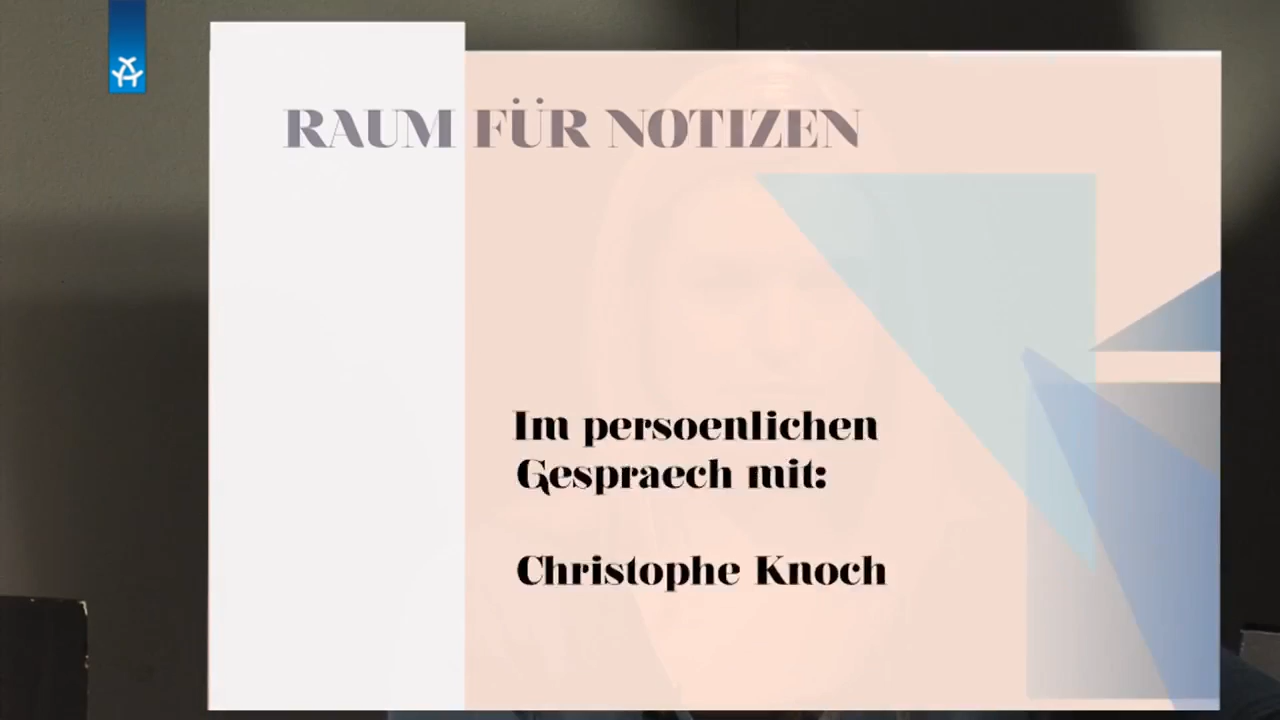 RAUM FÜR NOTIZEN
Im persoenlichen
Gespraech mit:
Christophe Knoch